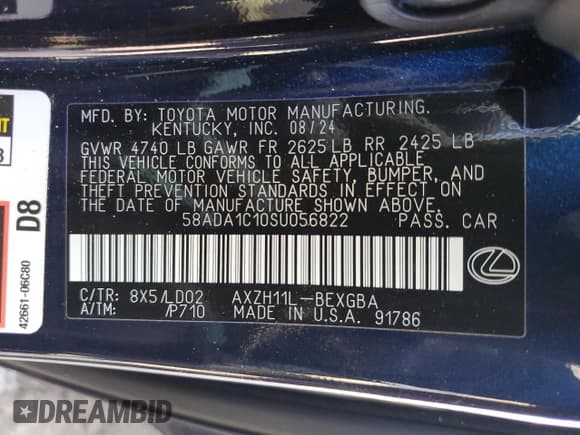 MFD. BY: TOYOTA MOTOR MANUFACTURING.
KENTUCKY, INC. 08/24
GVWR 4740 LB GAWR FR 2625 LB RR 2425 LB
THIS VEHICLE CONFORMS TO ALL APPLICABLE
FEDERAL MOTOR VEHICLE SAFETY, BUMPER, AND
THEFT PREVENTION STANDARDS IN EFFECT ON
THE DATE OF MANUFACTURE SHOWN ABOVE.
58ADA1C10SU056822 PASS. CAR
C/TR: 8X5/LD02 AXZH11L-BEXGBA
A/TM: /P710 MADE IN U.S.A. 91786
D8
42661-06C80
DREAMBID